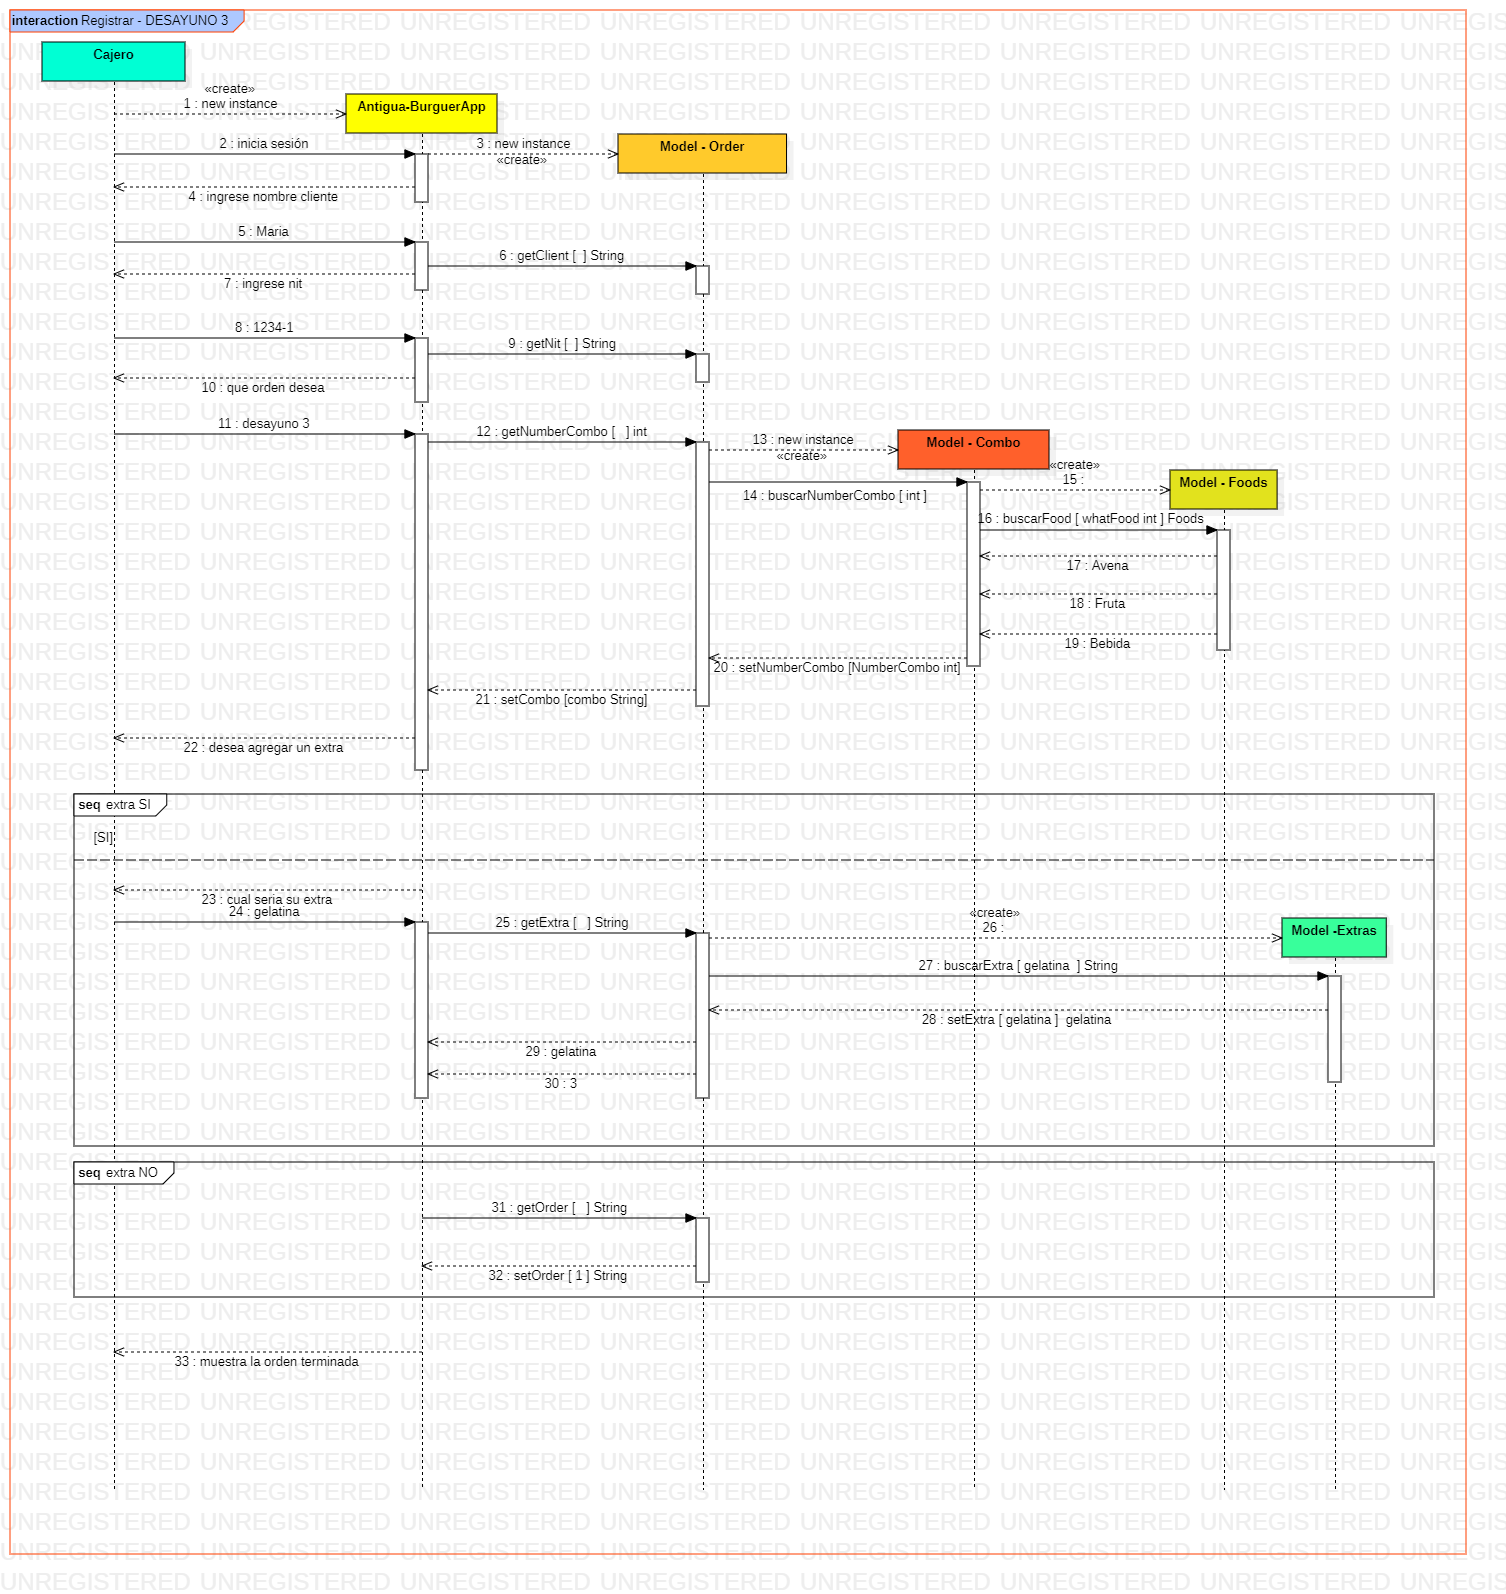 interaction Registrar - DESAYUNO 3
Cajero
«create»
1 : new instance
Antigua-BurguerApp
2 : inicia sesión
3 : new instance
«create»
Model - Order
4 : ingrese nombre cliente
5 : Maria
6 : getClient [  ] String
7 : ingrese nit
8 : 1234-1
9 : getNit [  ] String
10 : que orden desea
11 : desayuno 3
12 : getNumberCombo [   ] int
13 : new instance
«create»
Model - Combo
«create»
15 :
Model - Foods
14 : buscarNumberCombo [ int ]
16 : buscarFood [ whatFood int ] Foods
17 : Avena
18 : Fruta
19 : Bebida
20 : setNumberCombo [NumberCombo int]
21 : setCombo [combo String]
22 : desea agregar un extra
seq extra SI
[SI]
23 : cual seria su extra
24 : gelatina
25 : getExtra [   ] String
«create»
26 :
Model -Extras
27 : buscarExtra [ gelatina  ] String
28 : setExtra [ gelatina ]  gelatina
29 : gelatina
30 : 3
seq extra NO
31 : getOrder [   ] String
32 : setOrder [ 1 ] String
33 : muestra la orden terminada
UNREGISTERED